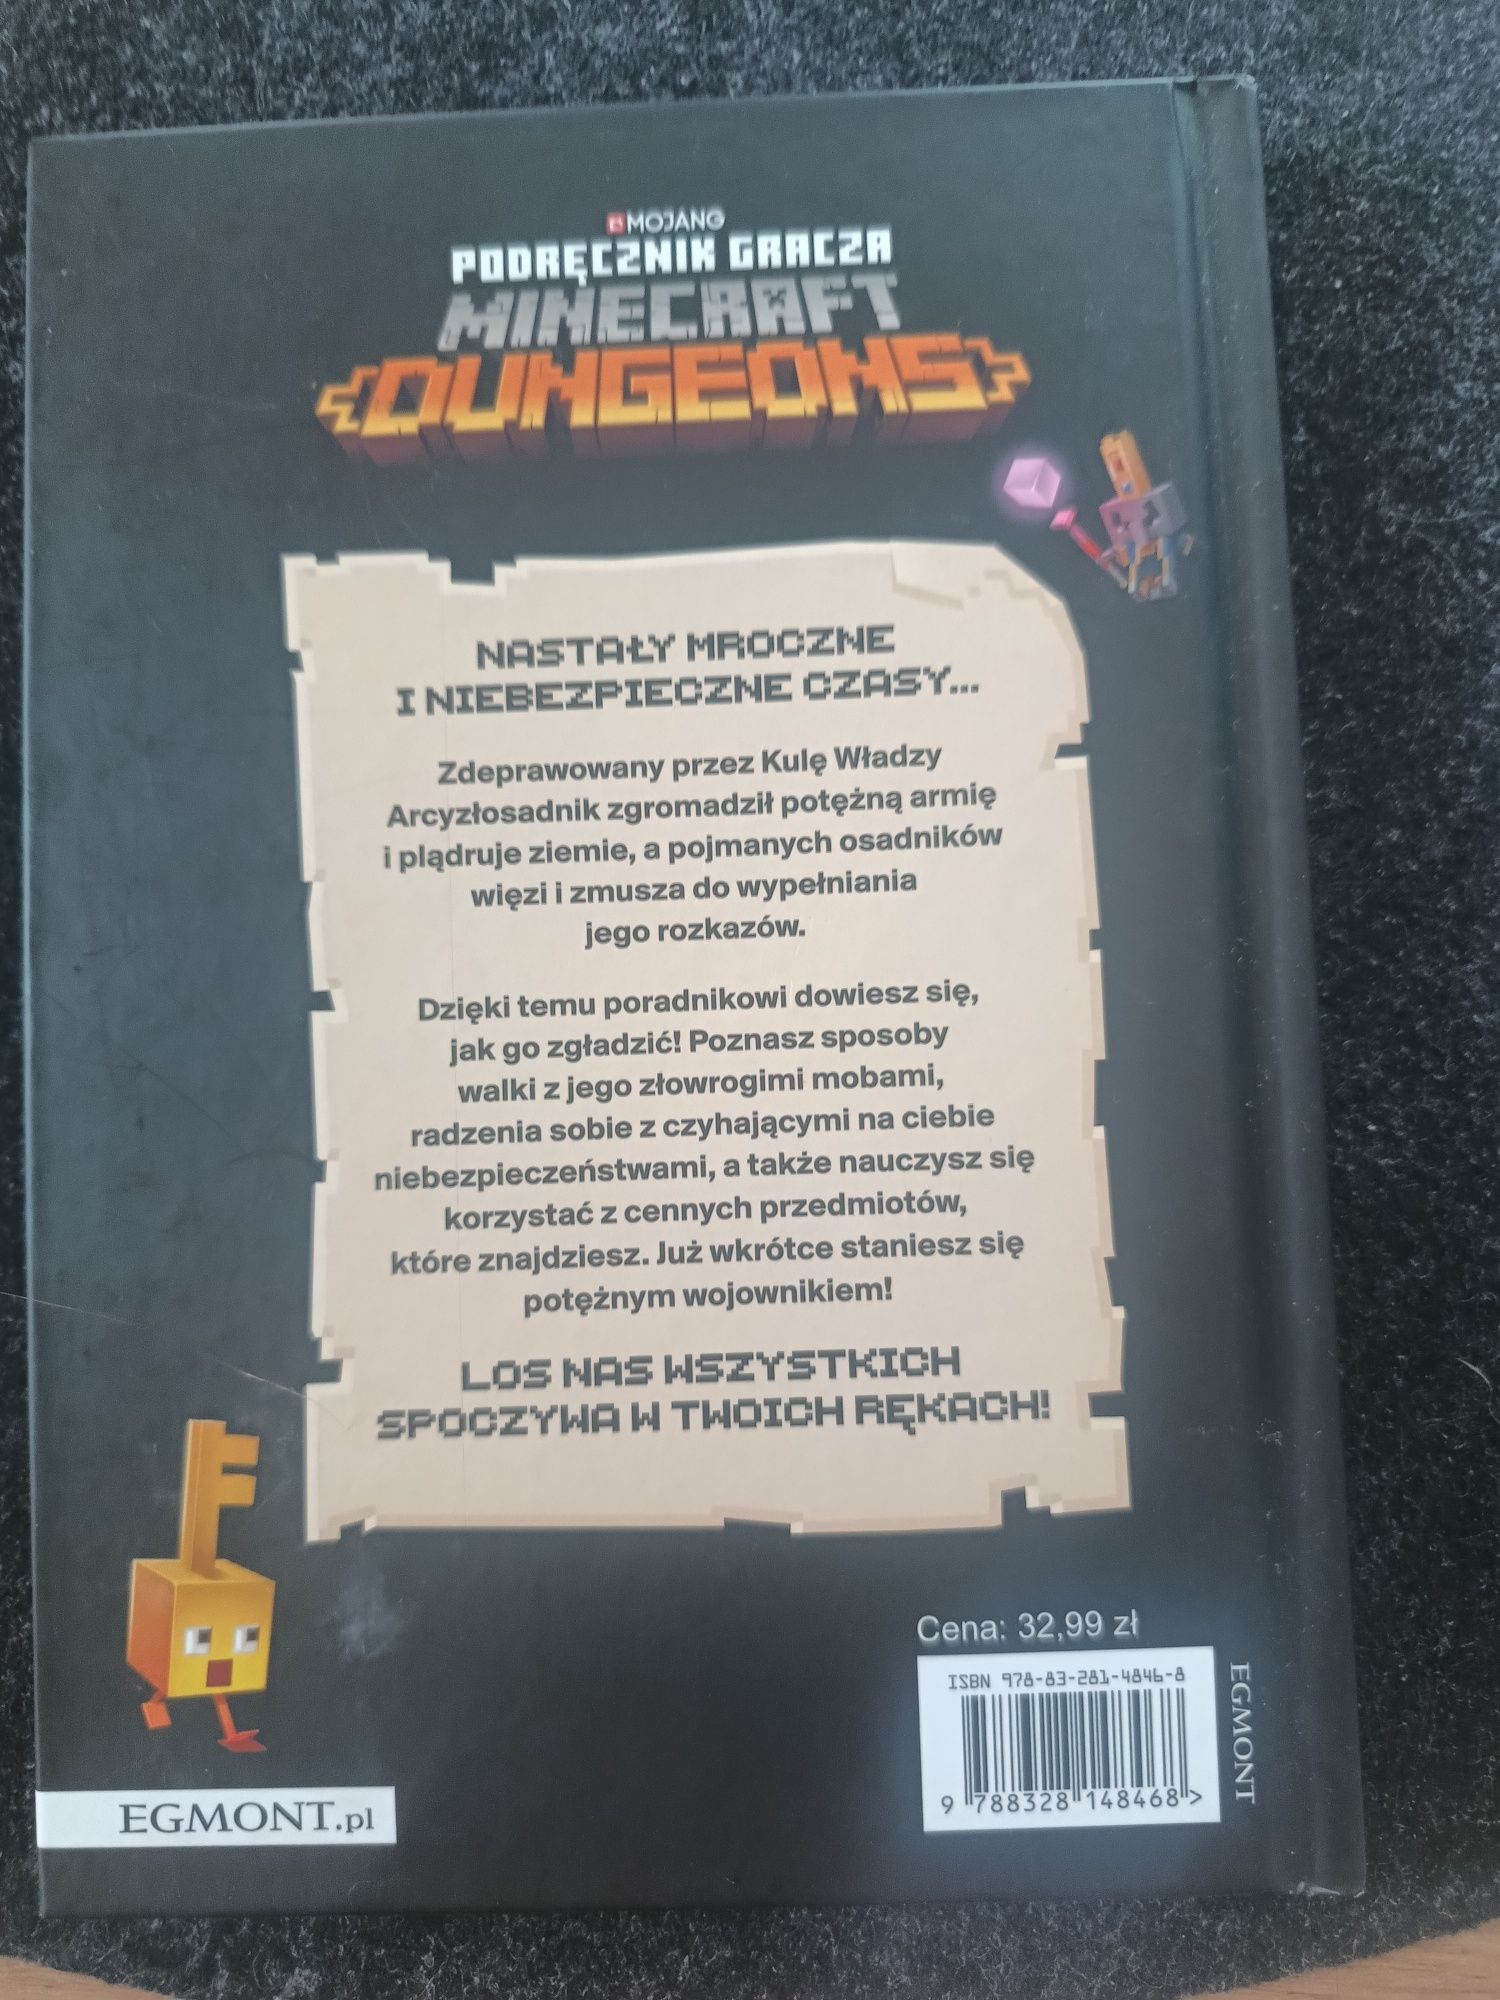 MOJANG
PODRĘCZNIK GRACZA
MINECRAFT
DUNGEONS
NASTAŁY MROCZNE
I NIEBEZPIECZNE CZASY...
Zdeprawowany przez Kulę Władzy
Arcyzłosadnik zgromadził potężną armię
i plądruje ziemie, a pojmanych osadników
więzi i zmusza do wypełniania
jego rozkazów.
Dzięki temu poradnikowi dowiesz się,
jak go zgładzić! Poznasz sposoby
walki z jego złowrogimi mobami,
radzenia sobie z czyhającymi na ciebie
niebezpieczeństwami, a także nauczysz się
korzystać z cennych przedmiotów,
które znajdziesz. Już wkrótce staniesz się
potężnym wojownikiem!
LOS NAS WSZYSTKICH
SPOCZYWA W TWOICH RĘKACH!
Cena: 32,99 zł
ISBN 978-83-281-4846-8
9 788328 148468 >
EGMONT
EGMONT.pl